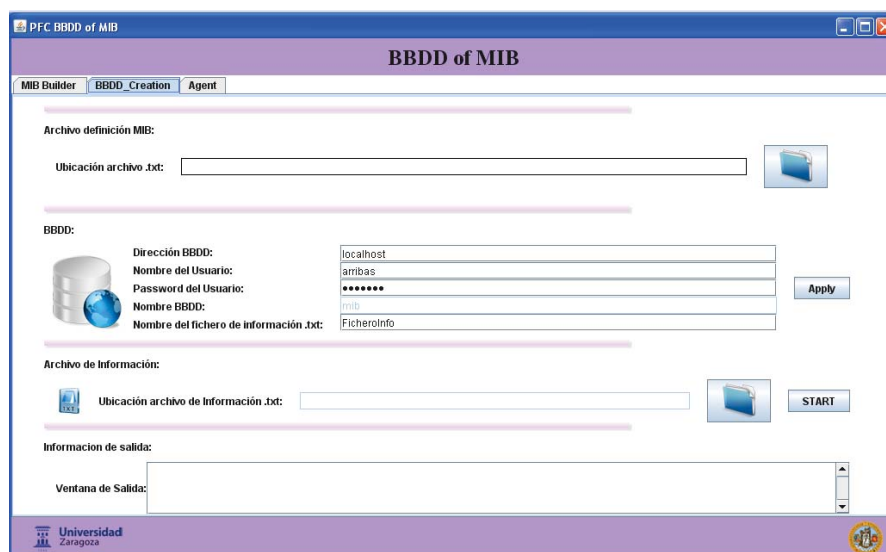 PFC BBDD of MIB
BBDD of MIB
MIB Builder BBDD_Creation Agent
Archivo definición MIB:
Ubicación archivo .txt:
BBDD:
Dirección BBDD: localhost
Nombre del Usuario: arribas
Password del Usuario: •••••••
Nombre BBDD: mib
Nombre del fichero de información .txt: FicheroInfo
Apply
Archivo de Información:
TXT
Ubicación archivo de Información .txt:
START
Informacion de salida:
Ventana de Salida:
Universidad
Zaragoza